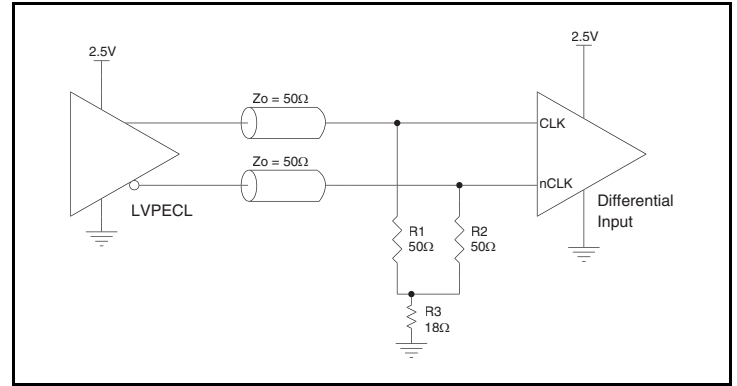 2.5V
2.5V
Zo = 50Ω
CLK
Zo = 50Ω
nCLK
LVPECL
Differential
Input
R1
50Ω
R2
50Ω
R3
18Ω